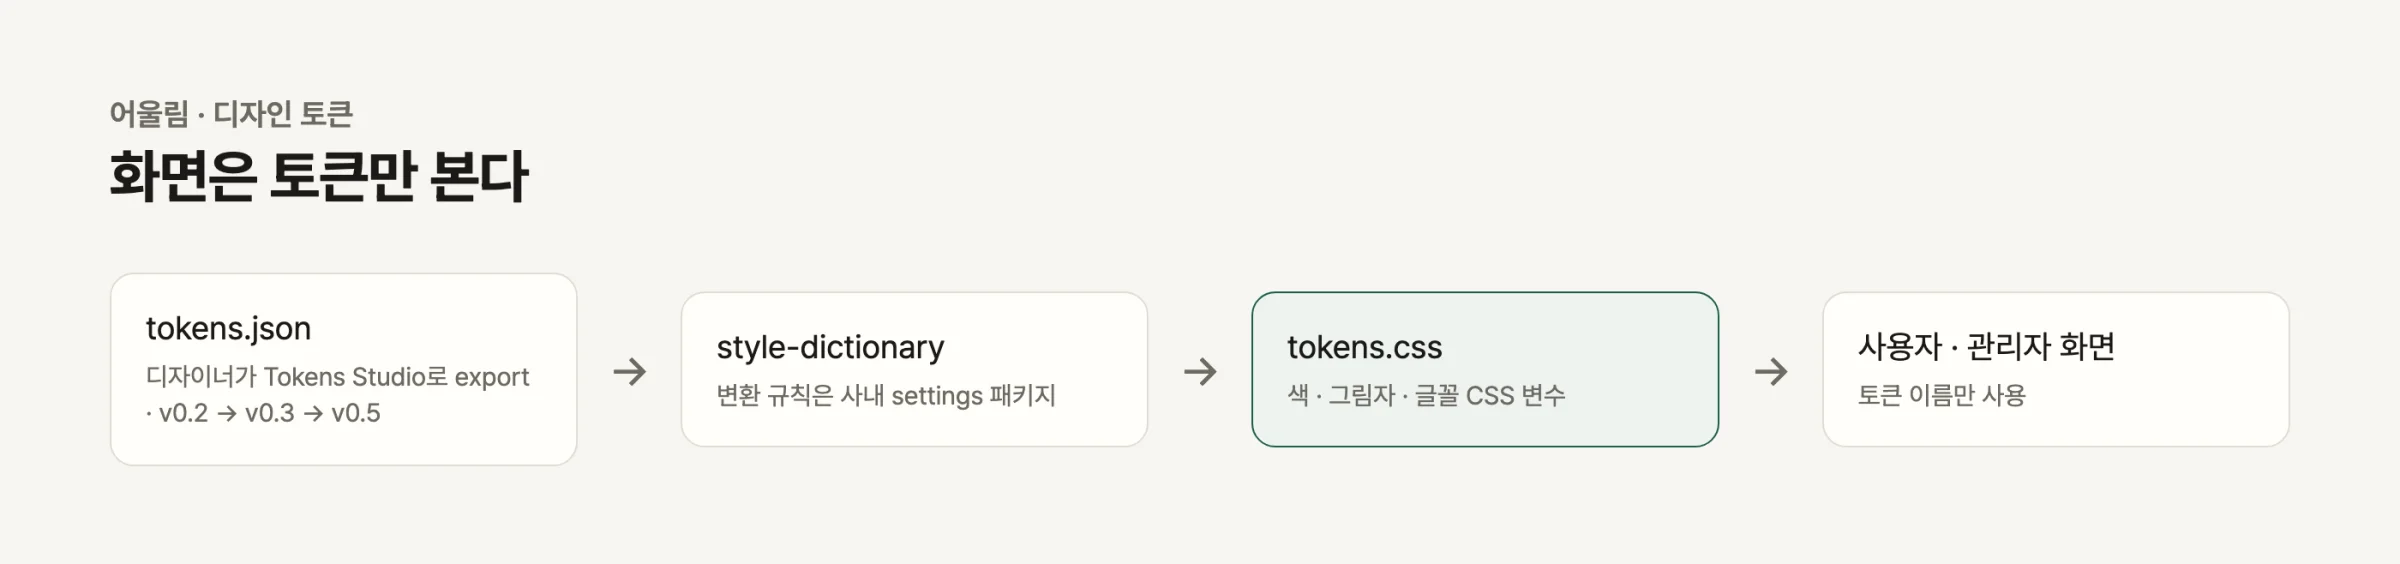 어울림 · 디자인 토큰
화면은 토큰만 본다
tokens.json
디자이너가 Tokens Studio로 export
· v0.2 → v0.3 → v0.5
→
style-dictionary
변환 규칙은 사내 settings 패키지
→
tokens.css
색 · 그림자 · 글꼴 CSS 변수
→
사용자 · 관리자 화면
토큰 이름만 사용